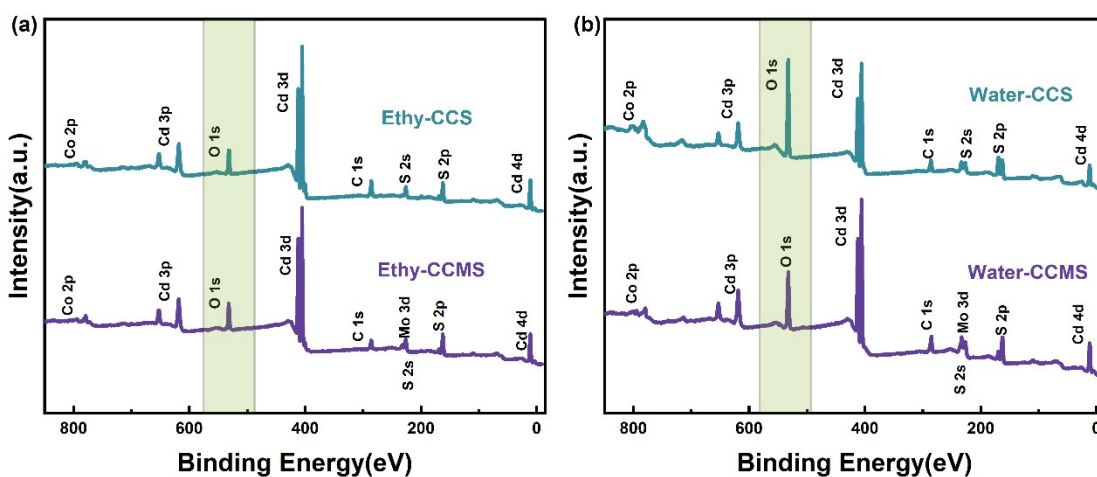 (a)
Intensity(a.u.)
Co 2p
Cd 3p
O 1s
Cd 3d
Ethy-CCS
C 1s
S 2s
S 2p
Cd 4d
Co 2p
Cd 3p
O 1s
Cd 3d
Ethy-CCMS
C 1s
Mo 3d
S 2s
S 2p
Cd 4d
800 600 400 200 0
Binding Energy(eV)
(b)
Intensity(a.u.)
Co 2p
Cd 3p
O 1s
Cd 3d
Water-CCS
C 1s
S 2s
S 2p
Cd 4d
Co 2p
Cd 3p
O 1s
Cd 3d
Water-CCMS
C 1s
Mo 3d
S 2s
S 2p
Cd 4d
800 600 400 200 0
Binding Energy(eV)